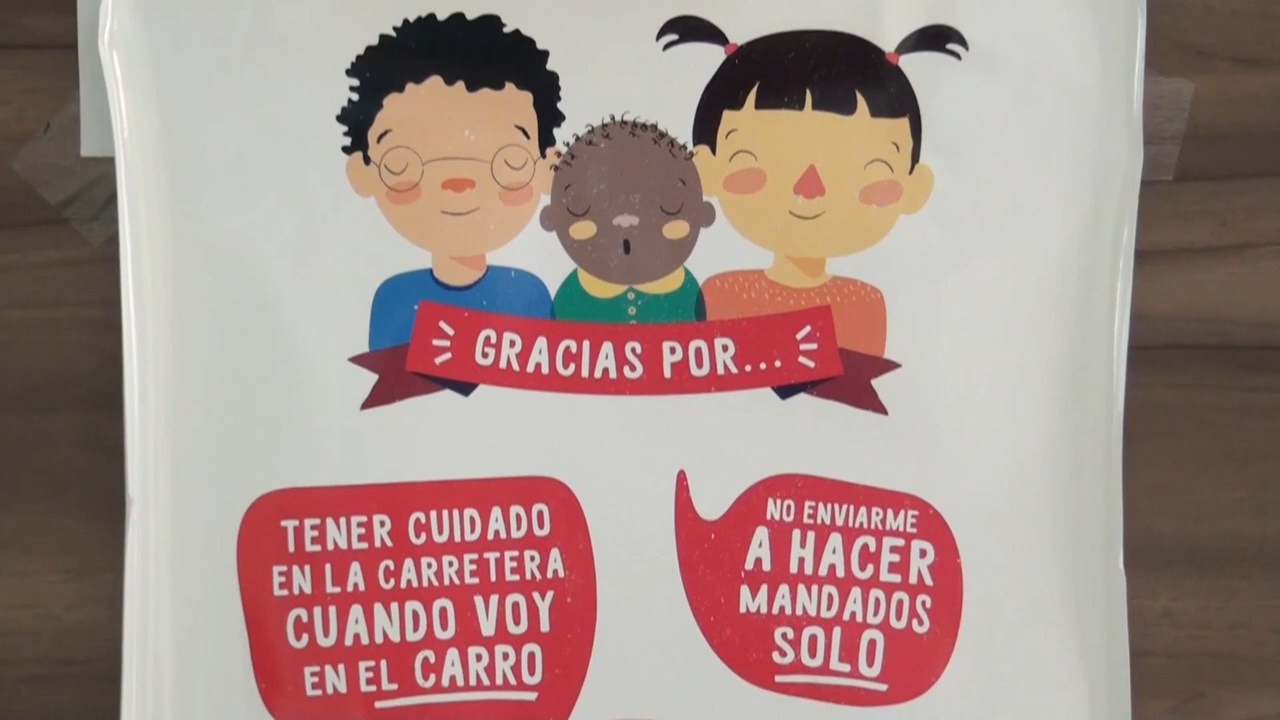 GRACIAS POR...
TENER CUIDADO
EN LA CARRETERA
CUANDO VOY
EN EL CARRO
NO ENVIARME
A HACER
MANDADOS
SOLO